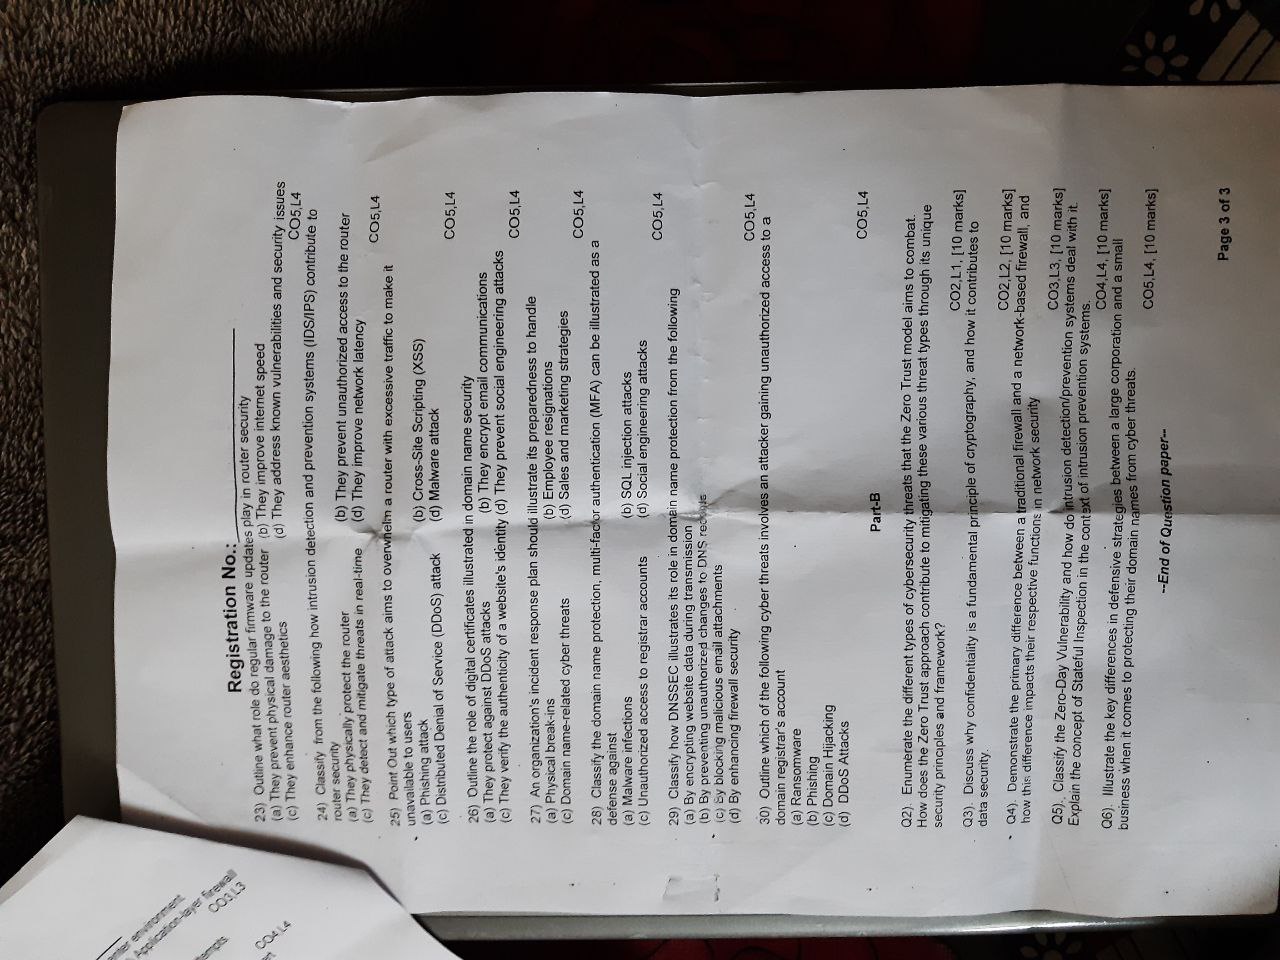 Registration No.:
23) Outline what role do regular firmware updates play in router security
(a) They prevent physical damage to the router (b) They improve internet speed
(c) They enhance router aesthetics (d) They address known vulnerabilities and security issues
CO5,L4
24) Classify from the following how intrusion detection and prevention systems (IDS/IPS) contribute to
router security
(a) They physically protect the router (b) They prevent unauthorized access to the router
(c) They detect and mitigate threats in real-time (d) They improve network latency
CO5,L4
25) Point Out which type of attack aims to overwhelm a router with excessive traffic to make it
unavailable to users
(a) Phishing attack (b) Cross-Site Scripting (XSS)
(c) Distributed Denial of Service (DDoS) attack (d) Malware attack
CO5,L4
26) Outline the role of digital certificates illustrated in domain name security
(a) They protect against DDoS attacks (b) They encrypt email communications
(c) They verify the authenticity of a website's identity (d) They prevent social engineering attacks
CO5,L4
27) An organization's incident response plan should illustrate its preparedness to handle
(a) Physical break-ins (b) Employee resignations
(c) Domain name-related cyber threats (d) Sales and marketing strategies
CO5,L4
28) Classify the domain name protection, multi-factor authentication (MFA) can be illustrated as a
defense against
(a) Malware infections (b) SQL injection attacks
(c) Unauthorized access to registrar accounts (d) Social engineering attacks
CO5,L4
29) Classify how DNSSEC illustrates its role in domain name protection from the following
(a) By encrypting website data during transmission
(b) By preventing unauthorized changes to DNS records
(c) By blocking malicious email attachments
(d) By enhancing firewall security
CO5,L4
30) Outline which of the following cyber threats involves an attacker gaining unauthorized access to a
domain registrar's account
(a) Ransomware
(b) Phishing
(c) Domain Hijacking
(d) DDoS Attacks
CO5,L4
Part-B
Q2). Enumerate the different types of cybersecurity threats that the Zero Trust model aims to combat.
How does the Zero Trust approach contribute to mitigating these various threat types through its unique
security principles and framework?
CO2,L1, [10 marks]
Q3). Discuss why confidentiality is a fundamental principle of cryptography, and how it contributes to
data security.
CO2,L2, [10 marks]
Q4). Demonstrate the primary difference between a traditional firewall and a network-based firewall, and
how this difference impacts their respective functions in network security
CO3,L3, [10 marks]
Q5). Classify the Zero-Day Vulnerability and how do intrusion detection/prevention systems deal with it.
Explain the concept of Stateful Inspection in the context of intrusion prevention systems.
CO4,L4, [10 marks]
Q6). Illustrate the key differences in defensive strategies between a large corporation and a small
business when it comes to protecting their domain names from cyber threats.
CO5,L4, [10 marks]
--End of Question paper--
Page 3 of 3
environment
Application-layer firewall
CO3,L3
CO4,L4